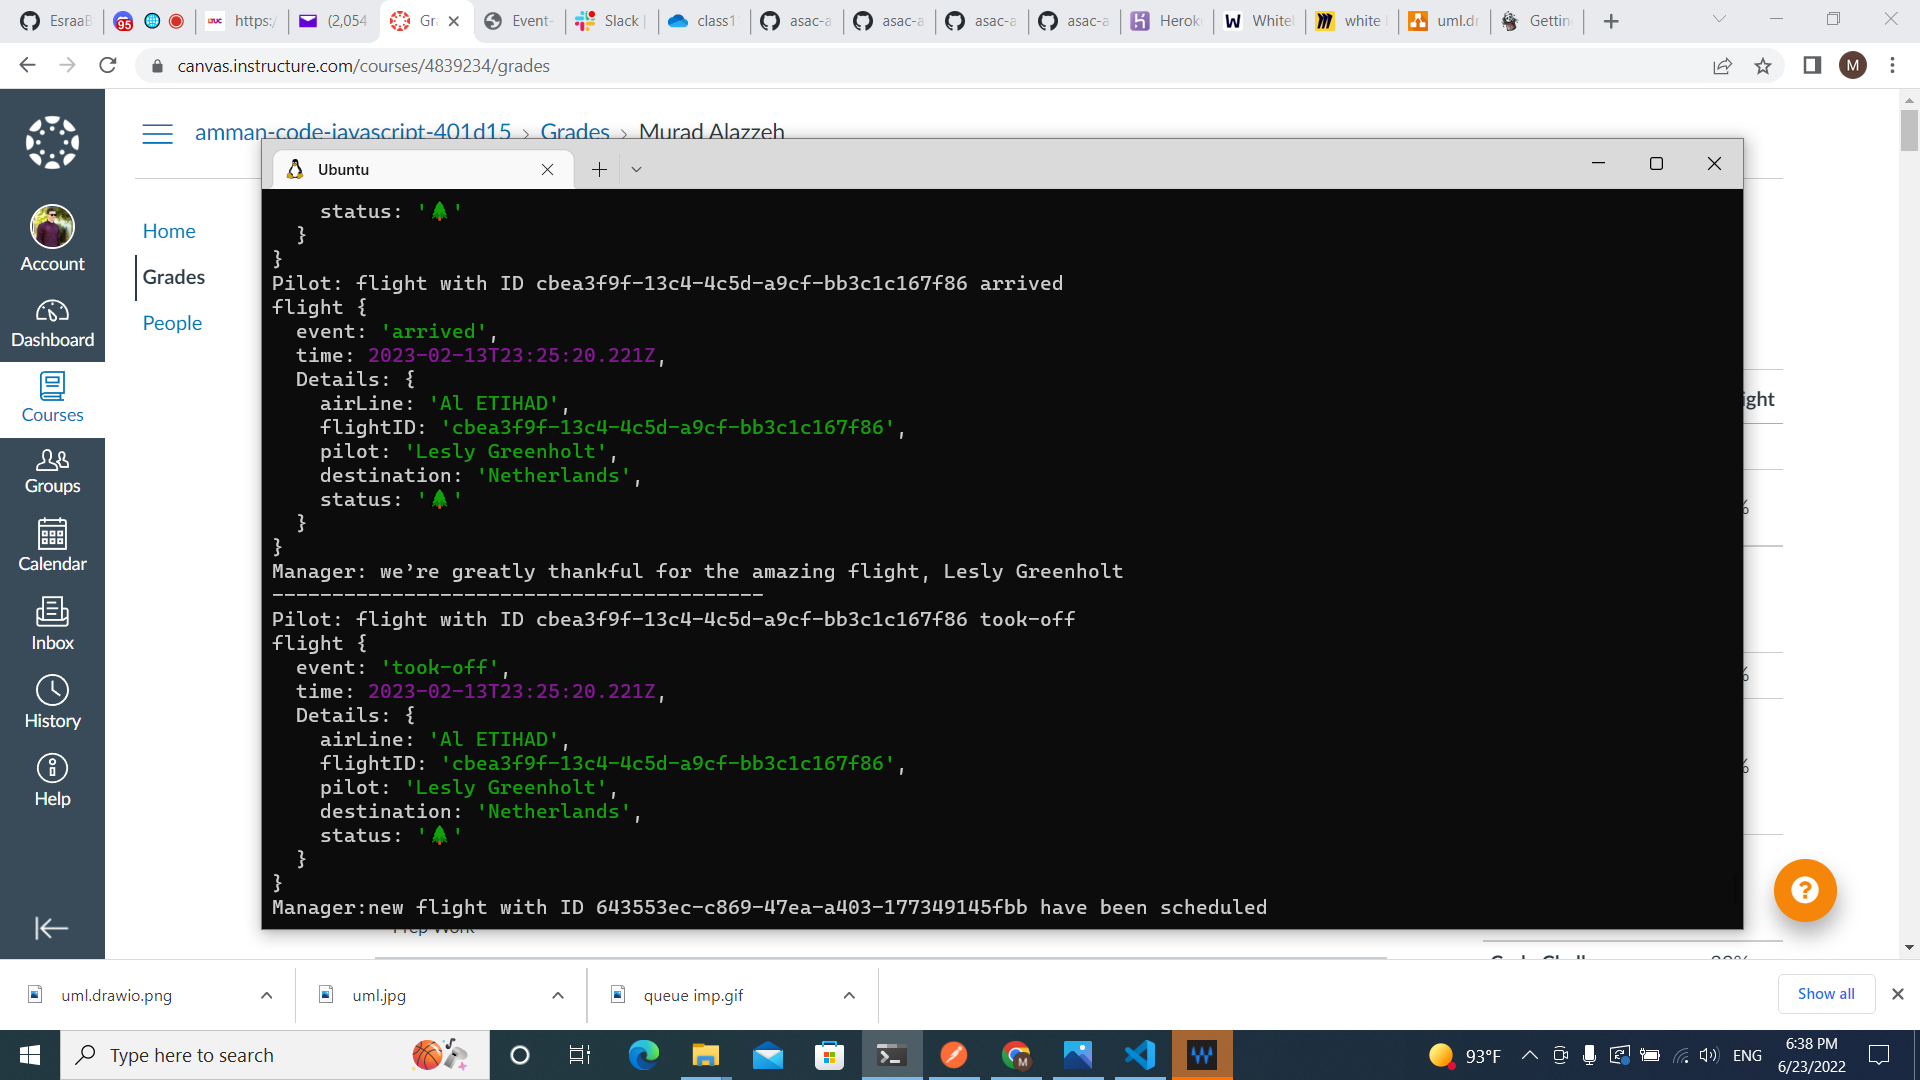 EsraaB
95
https:/
(2,054
Gra
Event-
Slack
class1
asac-a
asac-a
asac-a
asac-a
Heroku
White
white
uml.dr
Gettin
canvas.instructure.com/courses/4839234/grades
M
amman-code-javascript-401d15 › Grades › Murad Alazzeh
Account
Dashboard
Courses
Groups
Calendar
Inbox
History
Help
Home
Grades
People
Ubuntu
status: '🌲'
}
}
Pilot: flight with ID cbea3f9f-13c4-4c5d-a9cf-bb3c1c167f86 arrived
flight {
event: 'arrived',
time: 2023-02-13T23:25:20.221Z,
Details: {
airLine: 'Al ETIHAD',
flightID: 'cbea3f9f-13c4-4c5d-a9cf-bb3c1c167f86',
pilot: 'Lesly Greenholt',
destination: 'Netherlands',
status: '🌲'
}
}
Manager: we’re greatly thankful for the amazing flight, Lesly Greenholt
-----------------------------------------
Pilot: flight with ID cbea3f9f-13c4-4c5d-a9cf-bb3c1c167f86 took-off
flight {
event: 'took-off',
time: 2023-02-13T23:25:20.221Z,
Details: {
airLine: 'Al ETIHAD',
flightID: 'cbea3f9f-13c4-4c5d-a9cf-bb3c1c167f86',
pilot: 'Lesly Greenholt',
destination: 'Netherlands',
status: '🌲'
}
}
Manager:new flight with ID 643553ec-c869-47ea-a403-177349145fbb have been scheduled
ight
%
%
%
Prep Work
uml.drawio.png
uml.jpg
queue imp.gif
Show all
Type here to search
93°F
ENG
6:38 PM
6/23/2022